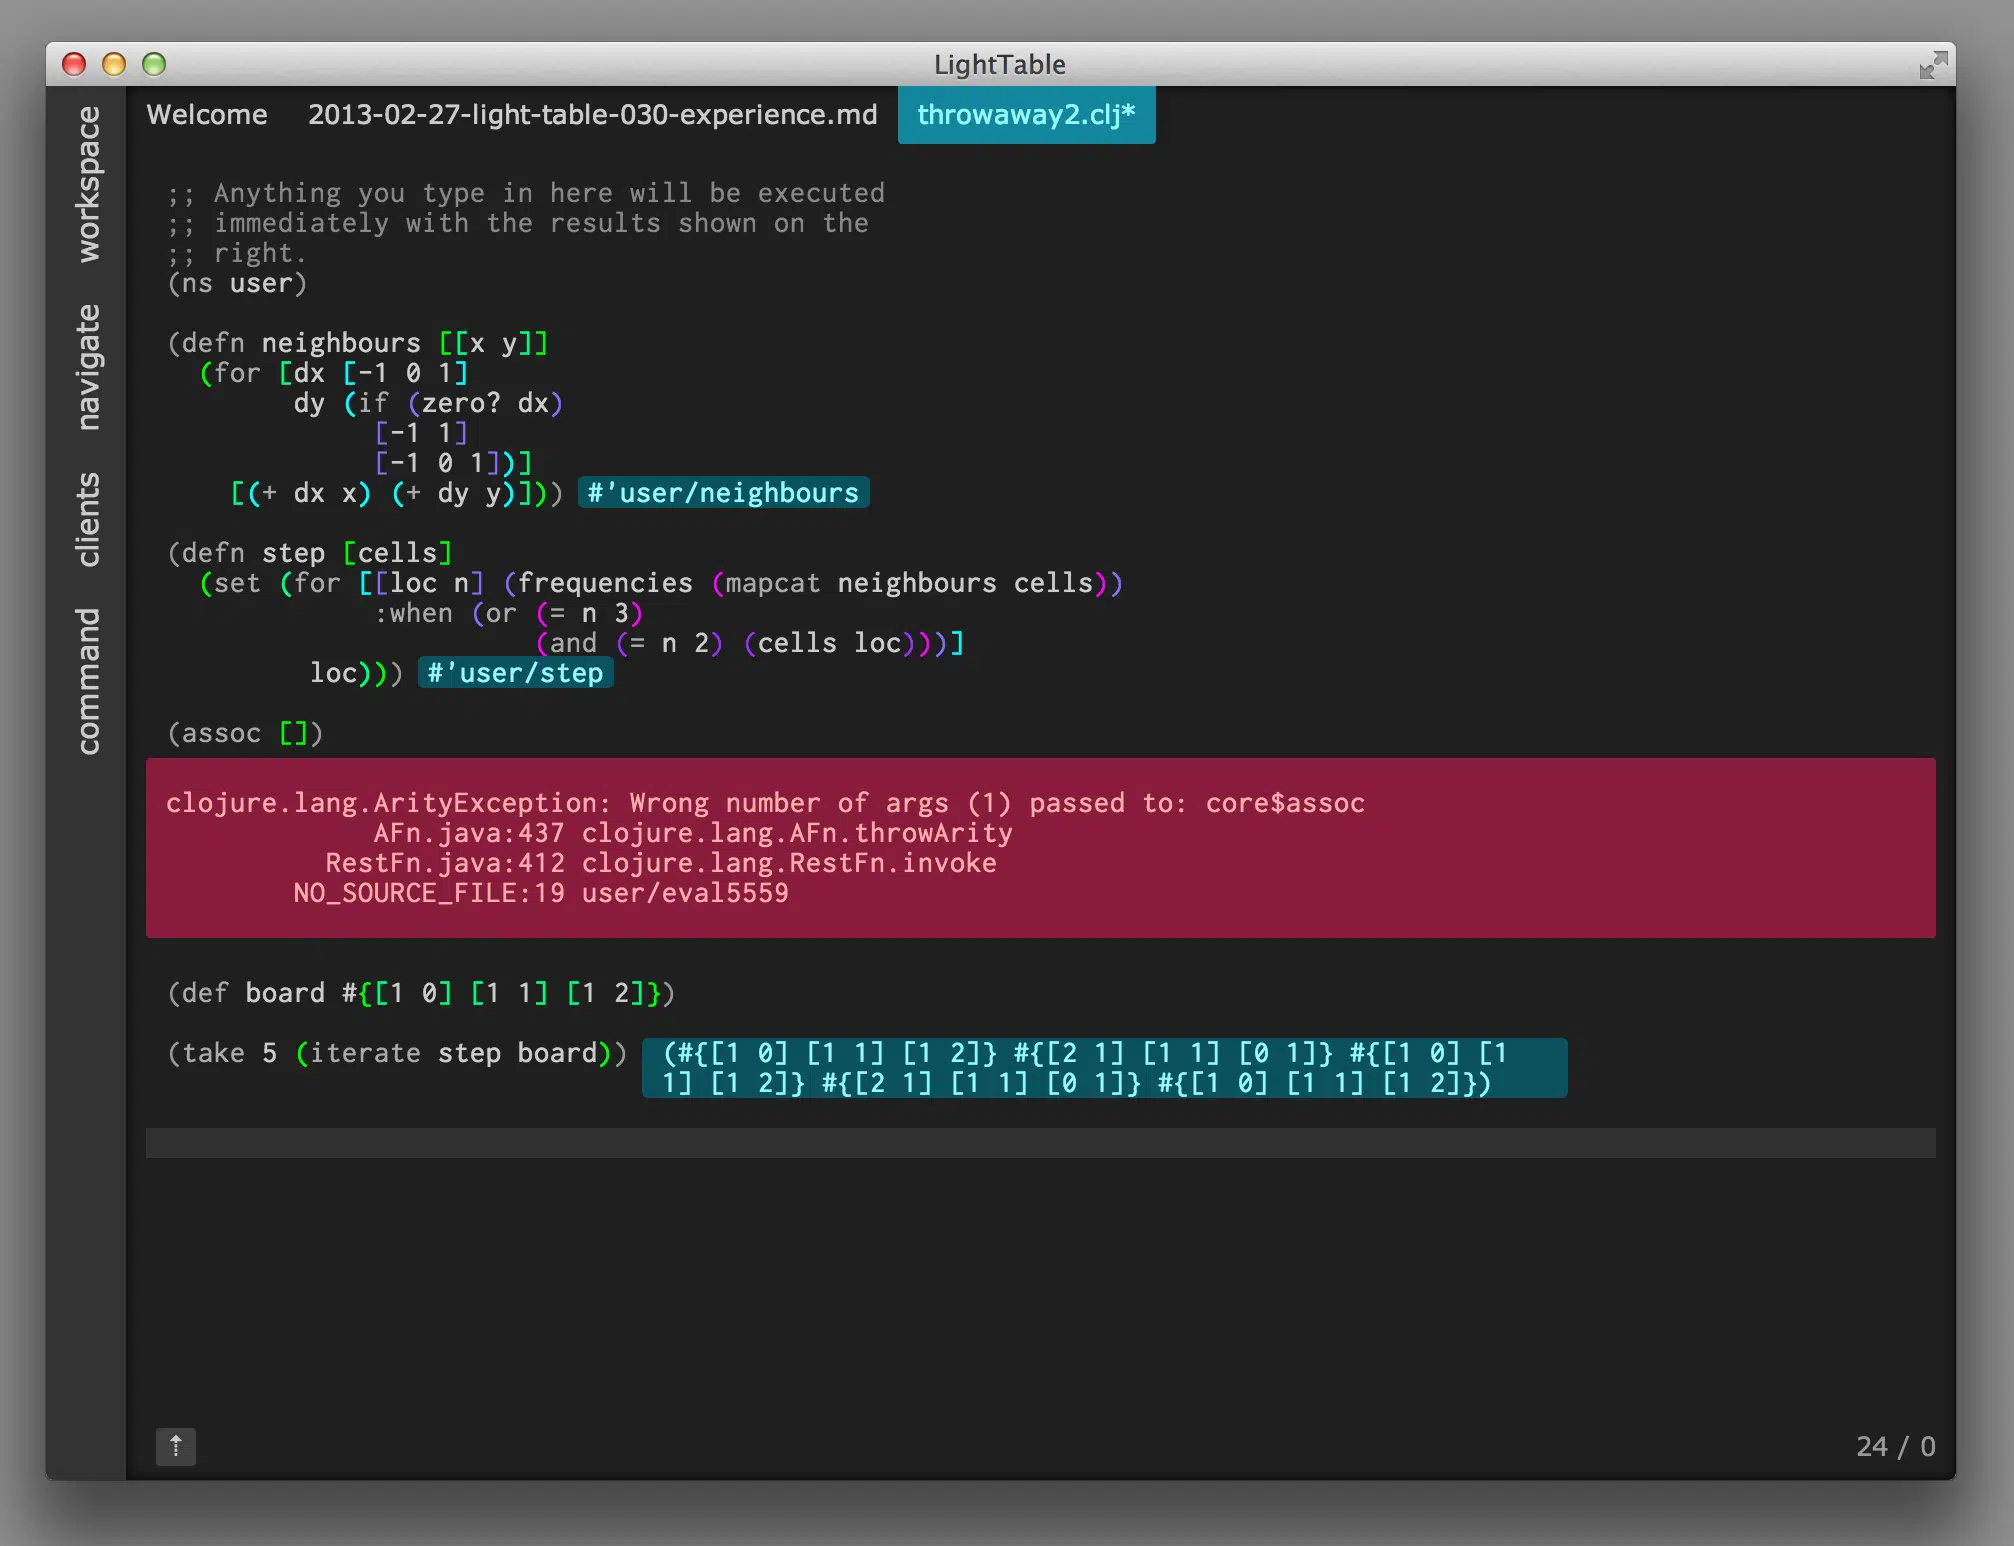 LightTable
workspace
navigate
clients
command
Welcome 2013-02-27-light-table-030-experience.md throwaway2.clj*
;; Anything you type in here will be executed
;; immediately with the results shown on the
;; right.
(ns user)
(defn neighbours [[x y]]
  (for [dx [-1 0 1]
        dy (if (zero? dx)
             [-1 1]
             [-1 0 1])]
    [(+ dx x) (+ dy y)])) #'user/neighbours
(defn step [cells]
  (set (for [[loc n] (frequencies (mapcat neighbours cells))
             :when (or (= n 3)
                       (and (= n 2) (cells loc)))]
         loc))) #'user/step
(assoc [])
clojure.lang.ArityException: Wrong number of args (1) passed to: core$assoc
             AFn.java:437 clojure.lang.AFn.throwArity
          RestFn.java:412 clojure.lang.RestFn.invoke
        NO_SOURCE_FILE:19 user/eval5559
(def board #{[1 0] [1 1] [1 2]})
(take 5 (iterate step board)) (#{[1 0] [1 1] [1 2]} #{[2 1] [1 1] [0 1]} #{[1 0] [1
1] [1 2]} #{[2 1] [1 1] [0 1]} #{[1 0] [1 1] [1 2]})
24 / 0